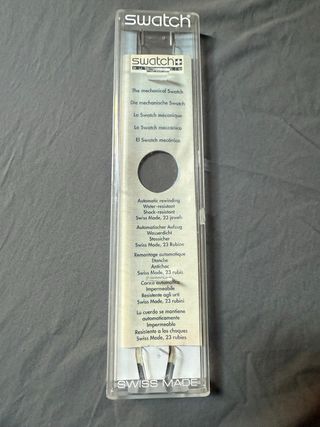 swatch
swatch
The mechanical Swatch
Die mechanische Swatch
La Swatch mécanique
Lo Swatch meccanico
El Swatch mecánico
Automatic rewinding
Water-resistant
Shock-resistant
Swiss Made, 23 jewels
Automatischer Aufzug
Wasserdicht
Stossicher
Swiss Made, 23 Rubine
Remontage automatique
Etanche
Antichoc
Swiss Made, 23 rubis
Carica automatica
Impermeabile
Resistente agli urti
Swiss Made, 23 rubini
La cuerda se mantiene
automaticamente
Impermeable
Resistente a los choques
Swiss Made, 23 rubies
SWISS MADE